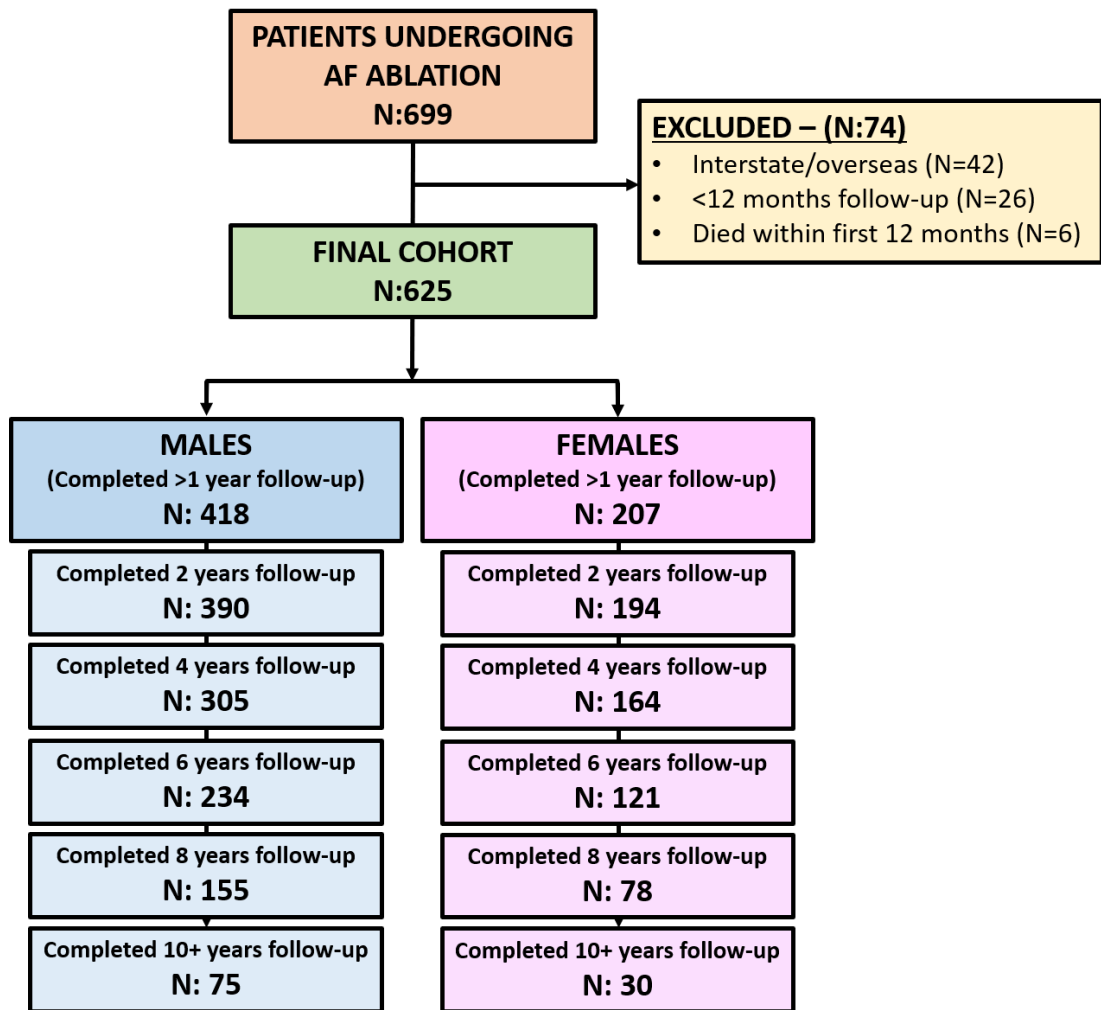 PATIENTS UNDERGOING
AF ABLATION
N:699
EXCLUDED – (N:74)
• Interstate/overseas (N=42)
• <12 months follow-up (N=26)
• Died within first 12 months (N=6)
FINAL COHORT
N:625
MALES
(Completed >1 year follow-up)
N: 418
Completed 2 years follow-up
N: 390
Completed 4 years follow-up
N: 305
Completed 6 years follow-up
N: 234
Completed 8 years follow-up
N: 155
Completed 10+ years follow-up
N: 75
FEMALES
(Completed >1 year follow-up)
N: 207
Completed 2 years follow-up
N: 194
Completed 4 years follow-up
N: 164
Completed 6 years follow-up
N: 121
Completed 8 years follow-up
N: 78
Completed 10+ years follow-up
N: 30